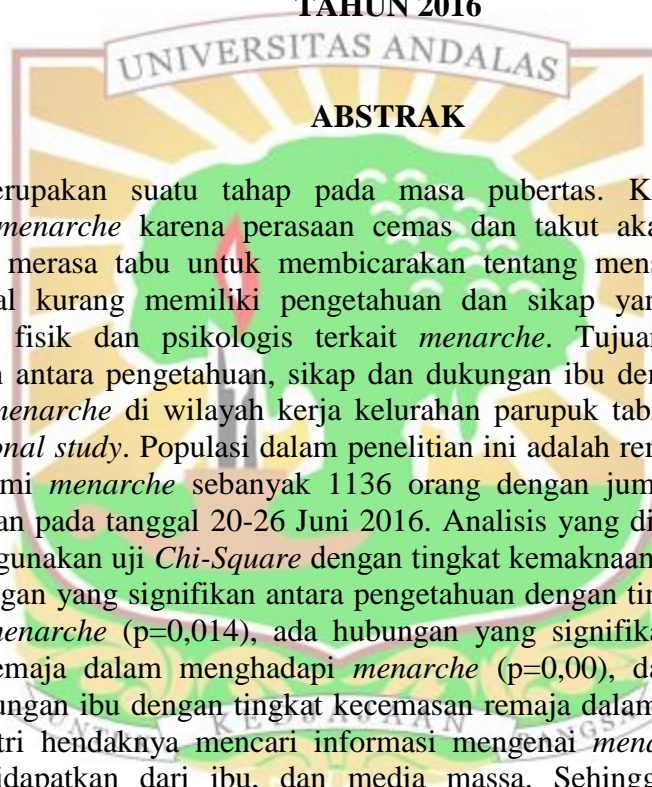 TAHUN 2016
UNIVERSITAS ANDALAS
ABSTRAK
erupakan suatu tahap pada masa pubertas. K
menarche karena perasaan cemas dan takut aka
merasa tabu untuk membicarakan tentang mens
al kurang memiliki pengetahuan dan sikap yan
fisik dan psikologis terkait menarche. Tujuan
n antara pengetahuan, sikap dan dukungan ibu den
menarche di wilayah kerja kelurahan parupuk tabi
onal study. Populasi dalam penelitian ini adalah rem
mi menarche sebanyak 1136 orang dengan jum
an pada tanggal 20-26 Juni 2016. Analisis yang di
gunakan uji Chi-Square dengan tingkat kemaknaan
gan yang signifikan antara pengetahuan dengan tin
menarche (p=0,014), ada hubungan yang signifika
emaja dalam menghadapi menarche (p=0,00), da
ungan ibu dengan tingkat kecemasan remaja dalam
UNTUK KEDJAJAAN BANGSA
tri hendaknya mencari informasi mengenai mena
idapatkan dari ibu, dan media massa. Sehingg